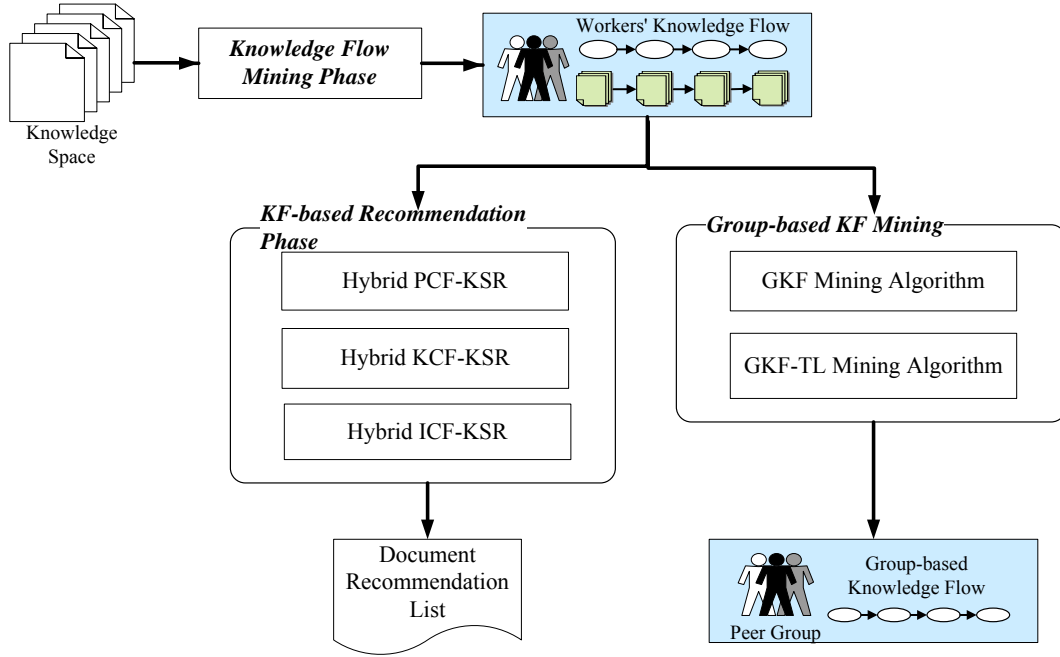 Knowledge Flow
Mining Phase
Workers' Knowledge Flow
Knowledge
Space
KF-based Recommendation
Phase
Hybrid PCF-KSR
Hybrid KCF-KSR
Hybrid ICF-KSR
Group-based KF Mining
GKF Mining Algorithm
GKF-TL Mining Algorithm
Document
Recommendation
List
Group-based
Knowledge Flow
Peer Group